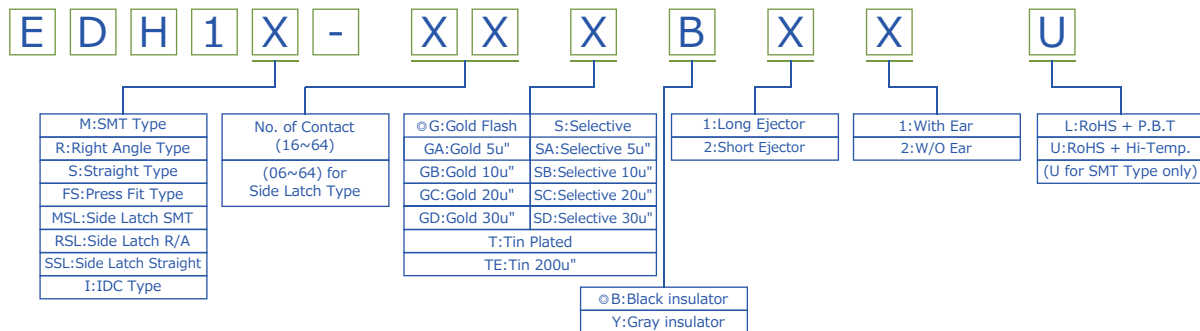 E D H 1 X - X X X B X X U
M:SMT Type
R:Right Angle Type
S:Straight Type
FS:Press Fit Type
MSL:Side Latch SMT
RSL:Side Latch R/A
SSL:Side Latch Straight
I:IDC Type
No. of Contact
(16~64)
(06~64) for
Side Latch Type
◎G:Gold Flash S:Selective
GA:Gold 5u" SA:Selective 5u"
GB:Gold 10u" SB:Selective 10u"
GC:Gold 20u" SC:Selective 20u"
GD:Gold 30u" SD:Selective 30u"
T:Tin Plated
TE:Tin 200u"
◎B:Black insulator
Y:Gray insulator
1:Long Ejector
2:Short Ejector
1:With Ear
2:W/O Ear
L:RoHS + P.B.T
U:RoHS + Hi-Temp.
(U for SMT Type only)